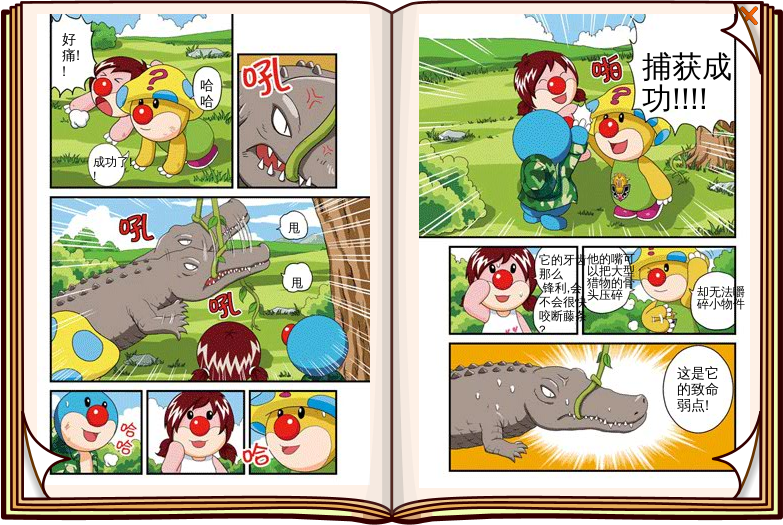 好
痛!
!
哈
哈
成功了!
!
吼
吼
甩
甩
吼
哈
哈
哈
啪
捕获成
功!!!!
它的牙齿
那么
锋利,会
不会很快
咬断藤条
?
他的嘴可
以把大型
猎物的骨
头压碎
却无法嚼
碎小物件
这是它
的致命
弱点!